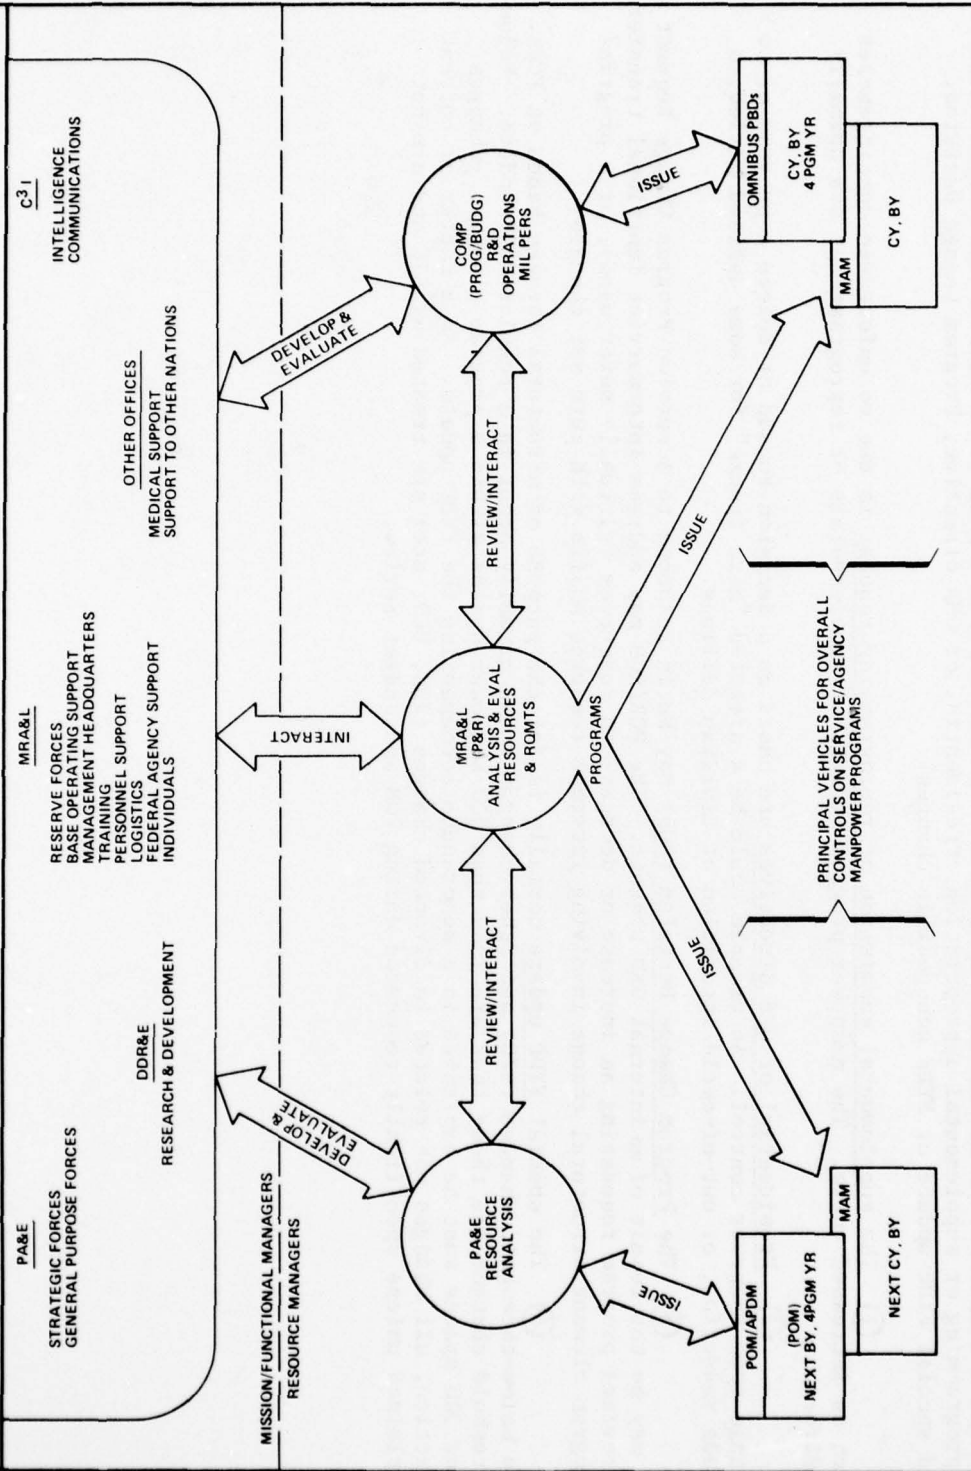 PA&E
STRATEGIC FORCES
GENERAL PURPOSE FORCES
DDR&E
RESEARCH & DEVELOPMENT
MRA&L
RESERVE FORCES
BASE OPERATING SUPPORT
MANAGEMENT HEADQUARTERS
TRAINING
PERSONNEL SUPPORT
LOGISTICS
FEDERAL AGENCY SUPPORT
INDIVIDUALS
OTHER OFFICES
MEDICAL SUPPORT
SUPPORT TO OTHER NATIONS
C³I
INTELLIGENCE
COMMUNICATIONS
MISSION/FUNCTIONAL MANAGERS
RESOURCE MANAGERS
DEVELOP &
EVALUATE
INTERACT
DEVELOP &
EVALUATE
PA&E
RESOURCE
ANALYSIS
REVIEW/INTERACT
MRA&L
(P&R)
ANALYSIS & EVAL
RESOURCES
& RQMTS
REVIEW/INTERACT
COMP
(PROG/BUDG)
R&D
OPERATIONS
MIL PERS
PROGRAMS
ISSUE
ISSUE
ISSUE
ISSUE
POM/APDM
(POM)
NEXT BY, 4PGM YR
MAM
NEXT CY, BY
PRINCIPAL VEHICLES FOR OVERALL
CONTROLS ON SERVICE/AGENCY
MANPOWER PROGRAMS
OMNIBUS PBDs
CY, BY
4 PGM YR
MAM
CY, BY